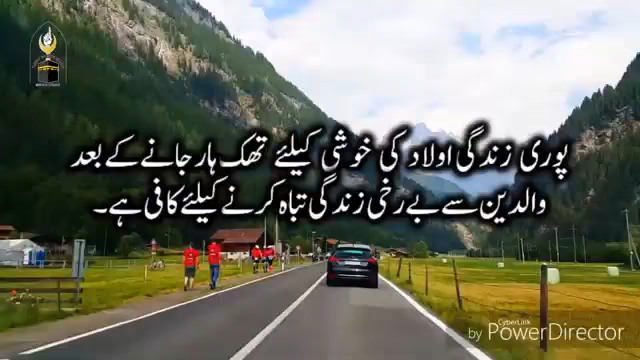 پوری زندگی اولاد کی خوشی کیلئے تھک ہار جانے کے بعد
والدین سے بے رخی زندگی تباہ کرنے کیلئے کافی ہے۔
CyberLink
by PowerDirector